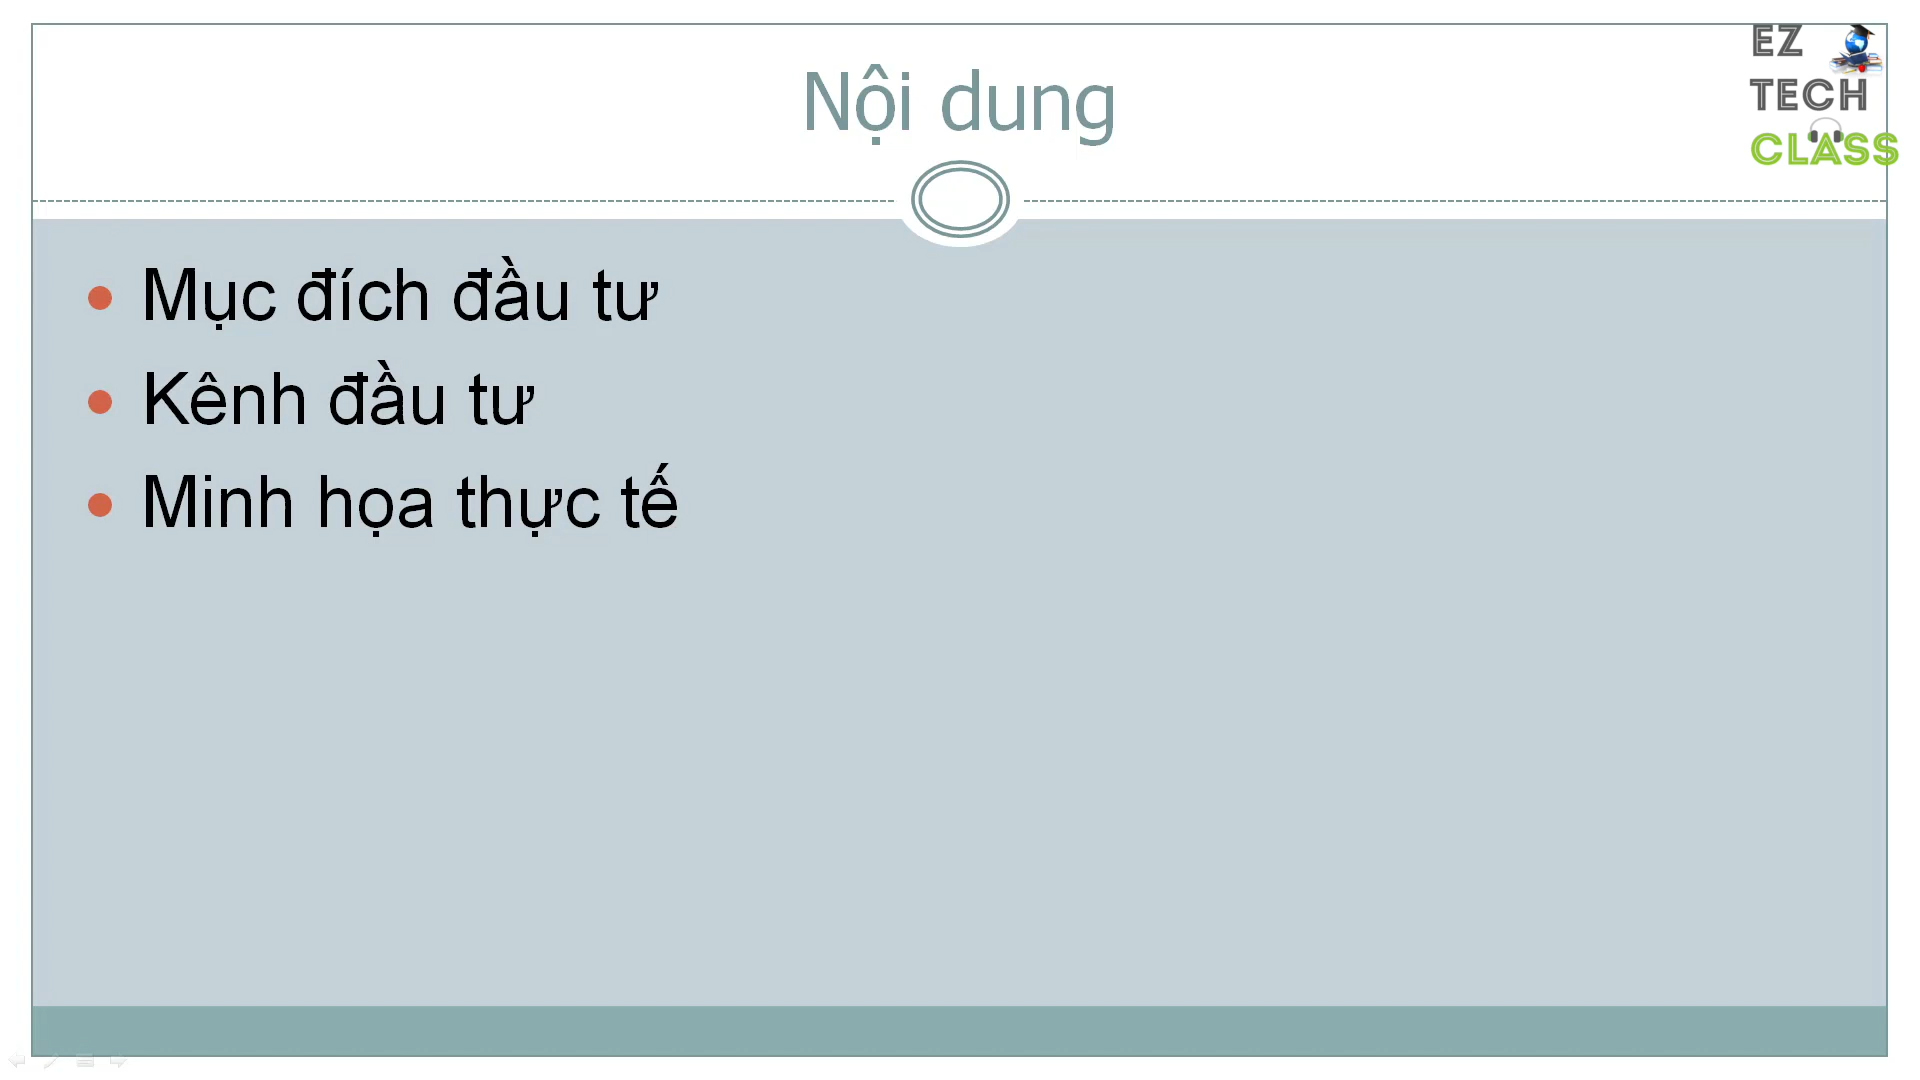 Nội dung
EZ
TECH
CLASS
Mục đích đầu tư
Kênh đầu tư
Minh họa thực tế